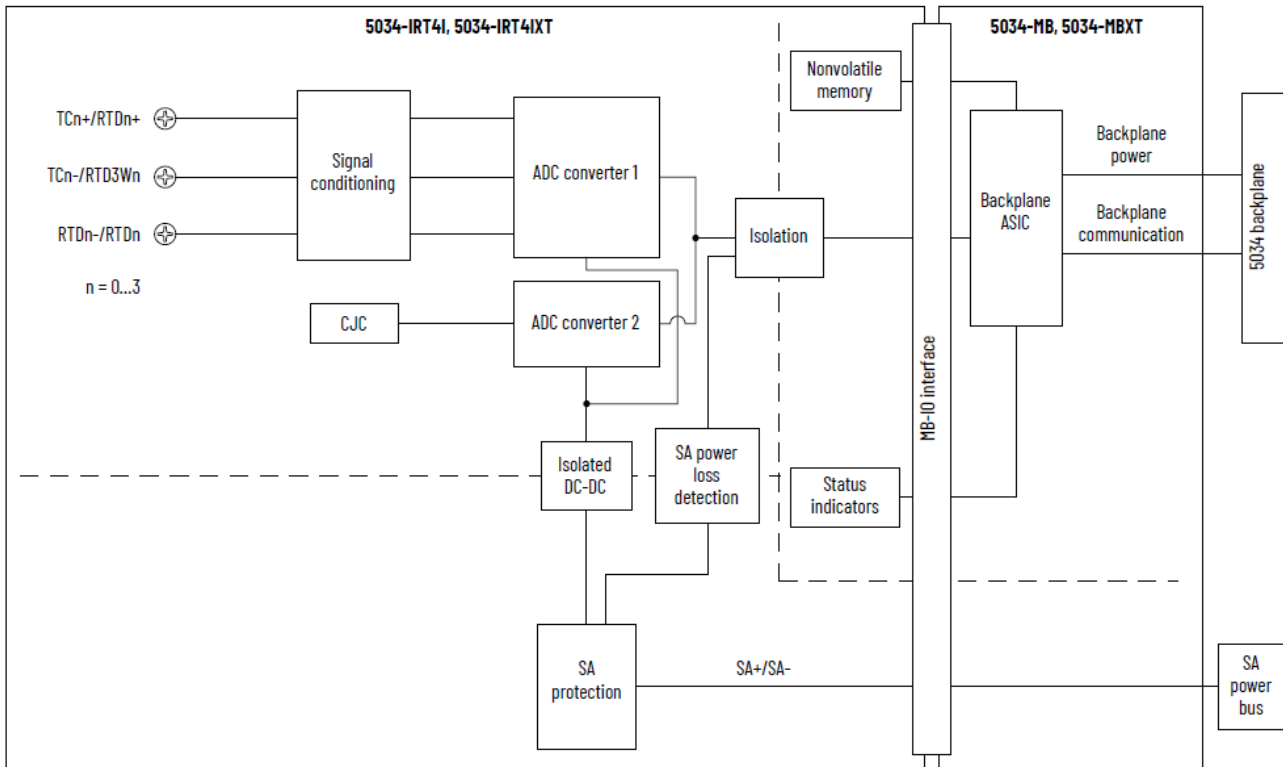 5034-IRT4I, 5034-IRT4IXT
5034-MB, 5034-MBXT
Nonvolatile
memory
TCn+/RTDn+
TCn-/RTD3Wn
RTDn-/RTDn
n = 0...3
Signal
conditioning
ADC converter 1
CJC
ADC converter 2
Isolation
Backplane
ASIC
Backplane
power
Backplane
communication
5034 backplane
MB-IO interface
Isolated
DC-DC
SA power
loss
detection
Status
indicators
SA
protection
SA+/SA-
SA
power
bus